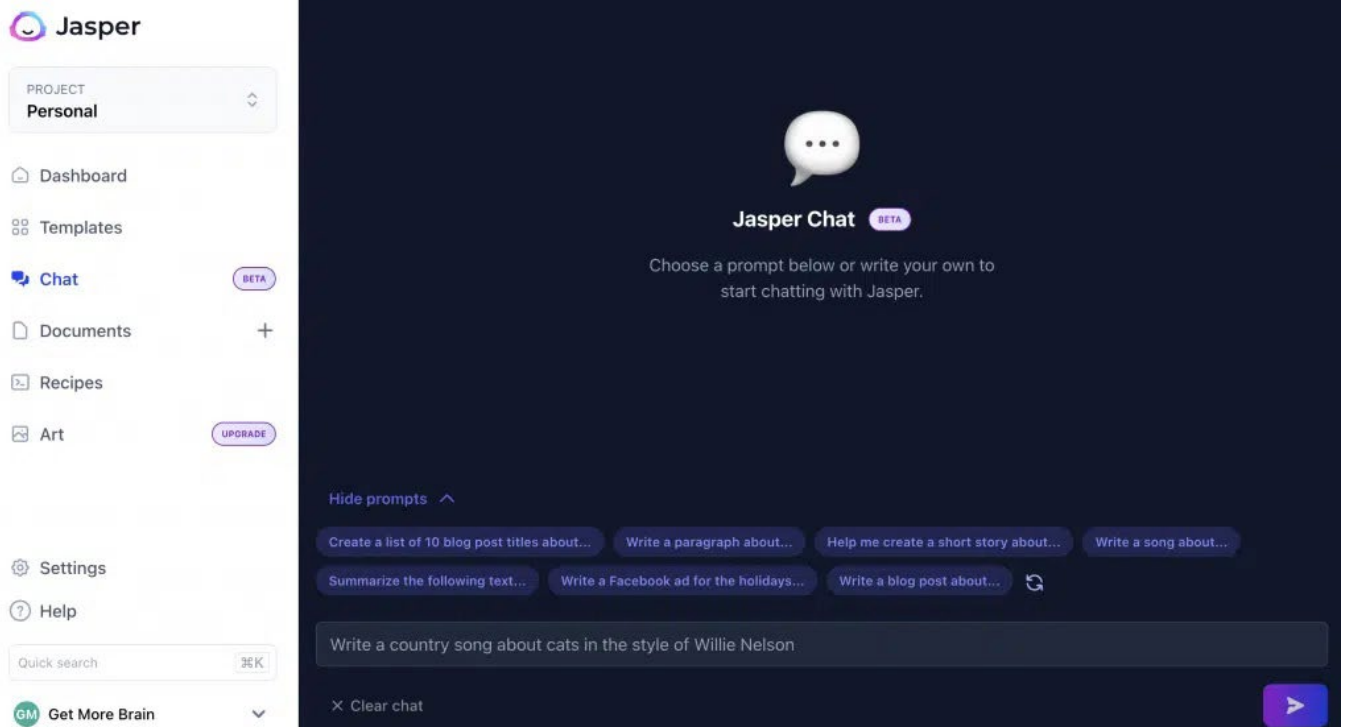 Jasper
PROJECT
Personal
Dashboard
Templates
Chat
BETA
Documents
Recipes
Art
UPGRADE
Settings
Help
Quick search
⌘K
GM
Get More Brain
Jasper Chat BETA
Choose a prompt below or write your own to
start chatting with Jasper.
Hide prompts
Create a list of 10 blog post titles about...
Write a paragraph about...
Help me create a short story about...
Write a song about...
Summarize the following text...
Write a Facebook ad for the holidays...
Write a blog post about...
Write a country song about cats in the style of Willie Nelson
Clear chat